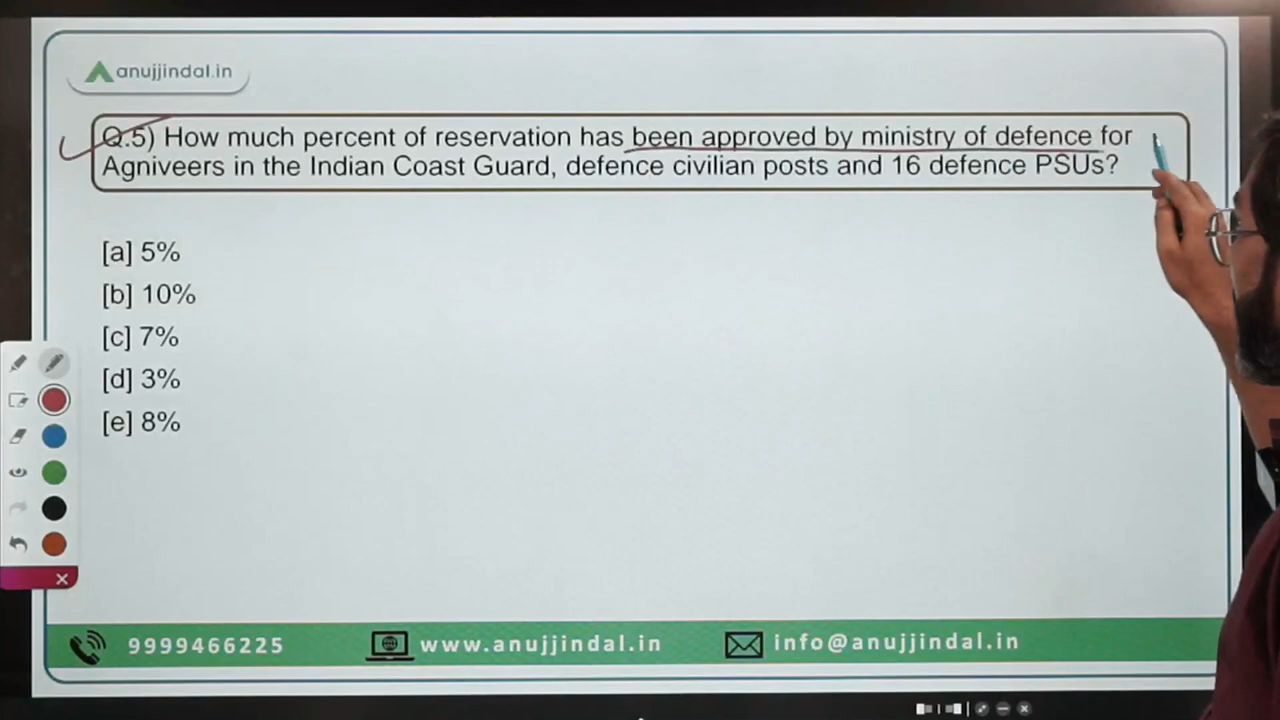 anujjindal.in
Q.5) How much percent of reservation has been approved by ministry of defence for
Agniveers in the Indian Coast Guard, defence civilian posts and 16 defence PSUs?
[a] 5%
[b] 10%
[c] 7%
[d] 3%
[e] 8%
9999466225
www.anujjindal.in
info@anujjindal.in